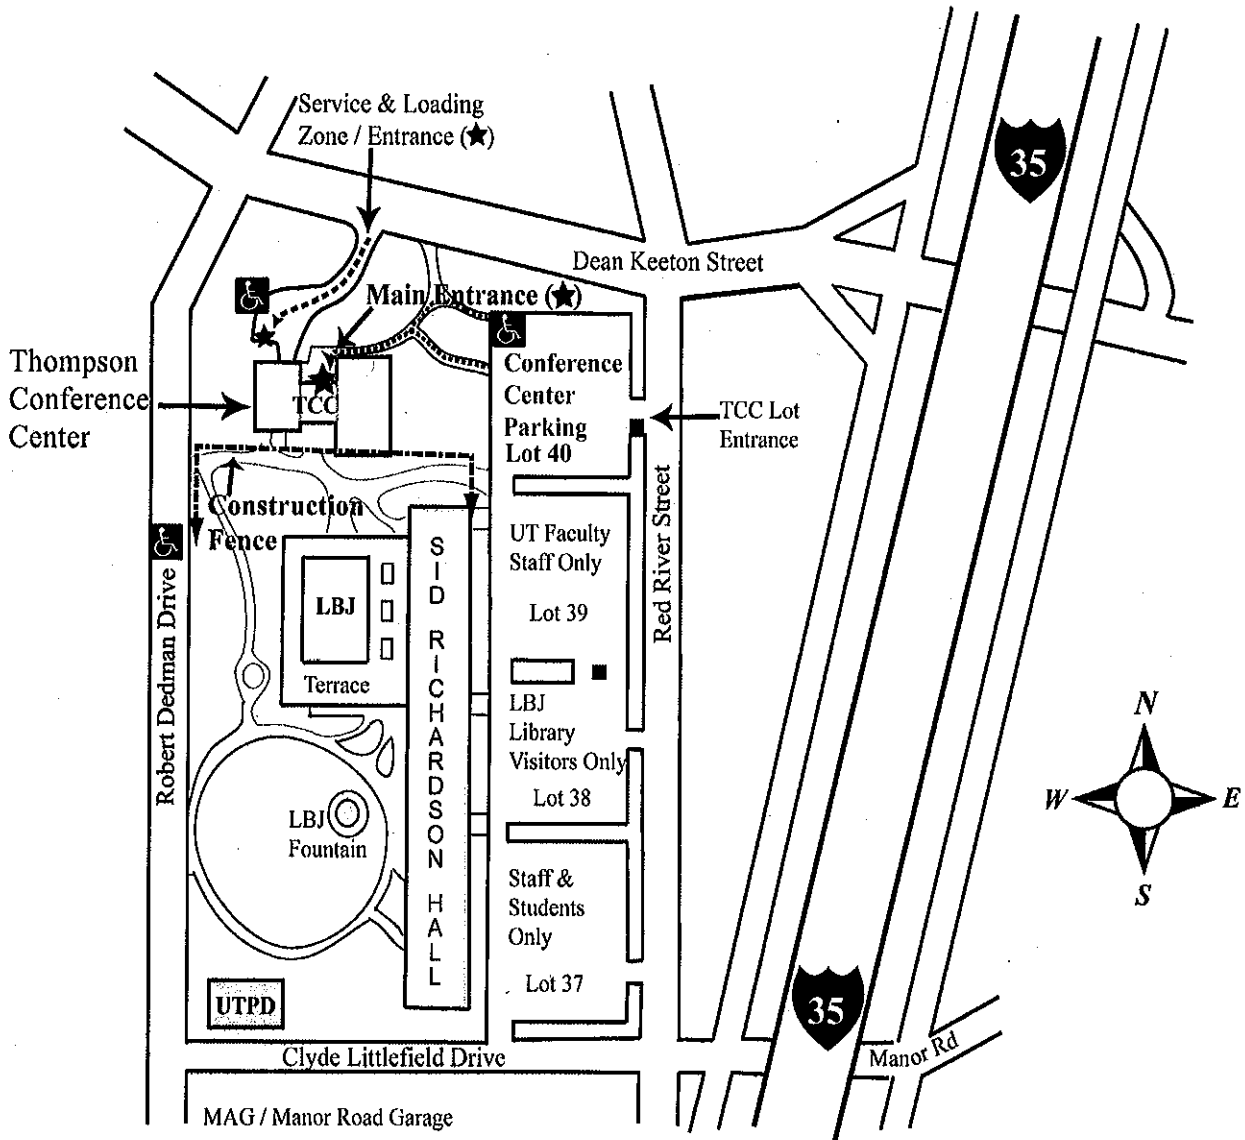 Service & Loading
Zone / Entrance (★)
35
Dean Keeton Street
Main Entrance (★)
Thompson
Conference
Center
TCC
Conference
Center
Parking
Lot 40
TCC Lot
Entrance
Construction
Fence
UT Faculty
Staff Only
Lot 39
SID RICHARDSON HALL
LBJ
Terrace
Red River Street
Robert Dedman Drive
LBJ
Library
Visitors Only
Lot 38
N
W
E
S
LBJ
Fountain
Staff &
Students
Only
Lot 37
UTPD
35
Manor Rd
Clyde Littlefield Drive
MAG / Manor Road Garage